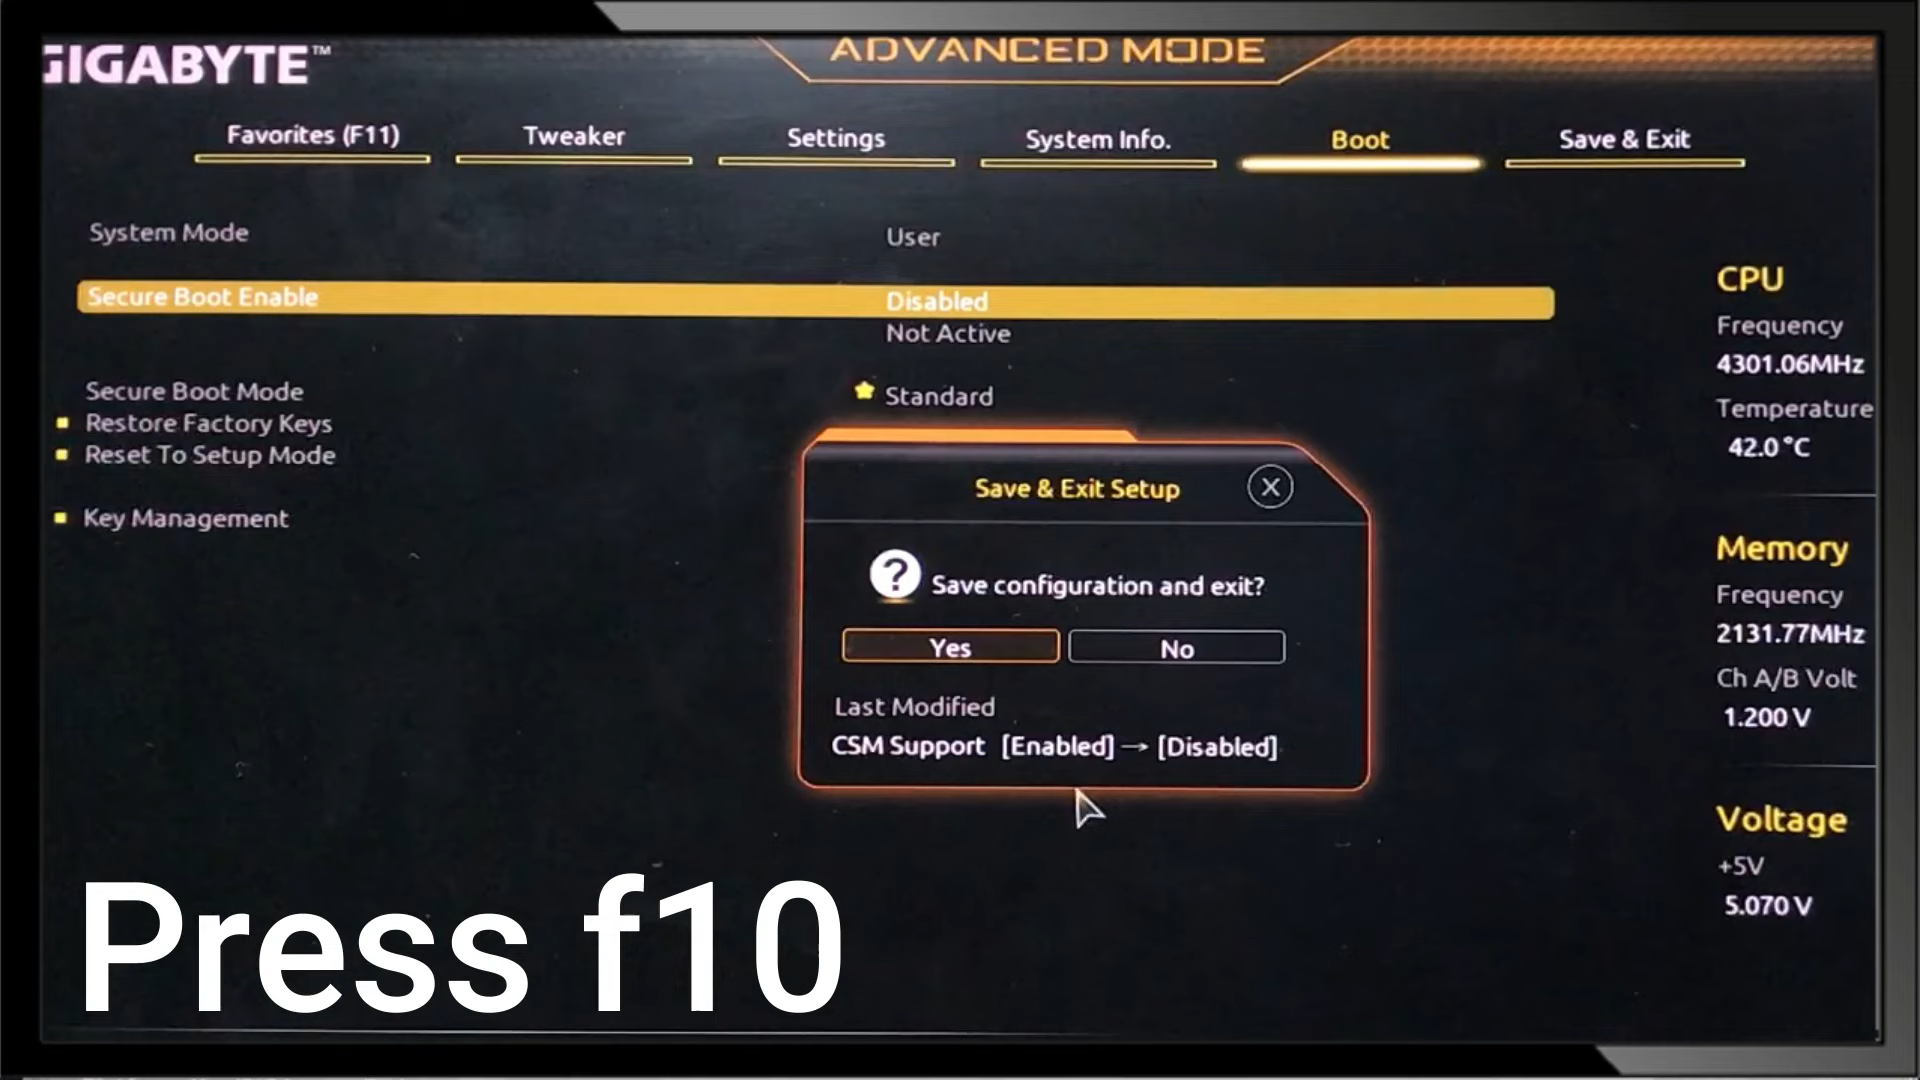 GIGABYTE™
ADVANCED MODE
Favorites (F11) Tweaker Settings System Info. Boot Save & Exit
System Mode User
Secure Boot Enable Disabled
Not Active
Secure Boot Mode Standard
Restore Factory Keys
Reset To Setup Mode
Key Management
Save & Exit Setup
Save configuration and exit?
Yes No
Last Modified
CSM Support [Enabled] → [Disabled]
CPU
Frequency
4301.06MHz
Temperature
42.0°C
Memory
Frequency
2131.77MHz
Ch A/B Volt
1.200 V
Voltage
+5V
5.070 V
Press f10